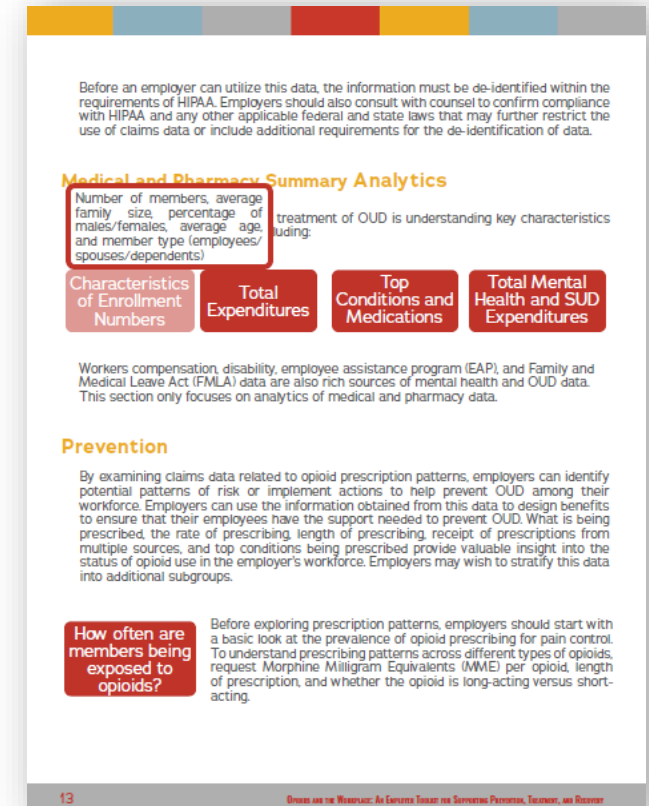 Before an employer can utilize this data, the information must be de-identified within the
requirements of HIPAA. Employers should also consult with counsel to confirm compliance
with HIPAA and any other applicable federal and state laws that may further restrict the
use of claims data or include additional requirements for the de-identification of data.
Medical and Pharmacy Summary Analytics
Number of members, average
family size, percentage of
males/females, average age,
and member type (employees/
spouses/dependents)
treatment of OUD is understanding key characteristics
Characteristics
of Enrollment
Numbers
Total
Expenditures
Top
Conditions and
Medications
Total Mental
Health and SUD
Expenditures
Workers compensation, disability, employee assistance program (EAP), and Family and
Medical Leave Act (FMLA) data are also rich sources of mental health and OUD data.
This section only focuses on analytics of medical and pharmacy data.
Prevention
By examining claims data related to opioid prescription patterns, employers can identify
potential patterns of risk or implement actions to help prevent OUD among their
workforce. Employers can use the information obtained from this data to design benefits
to ensure that their employees have the support needed to prevent OUD. What is being
prescribed, the rate of prescribing, length of prescribing, receipt of prescriptions from
multiple sources, and top conditions being prescribed provide valuable insight into the
status of opioid use in the employer's workforce. Employers may wish to stratify this data
into additional subgroups.
How often are
members being
exposed to
opioids?
Before exploring prescription patterns, employers should start with
a basic look at the prevalence of opioid prescribing for pain control.
To understand prescribing patterns across different types of opioids,
request Morphine Milligram Equivalents (MME) per opioid, length
of prescription, and whether the opioid is long-acting versus short-
acting.
13
Opioids and the Workplace: An Employer Toolkit for Supporting Prevention, Treatment, and Recovery